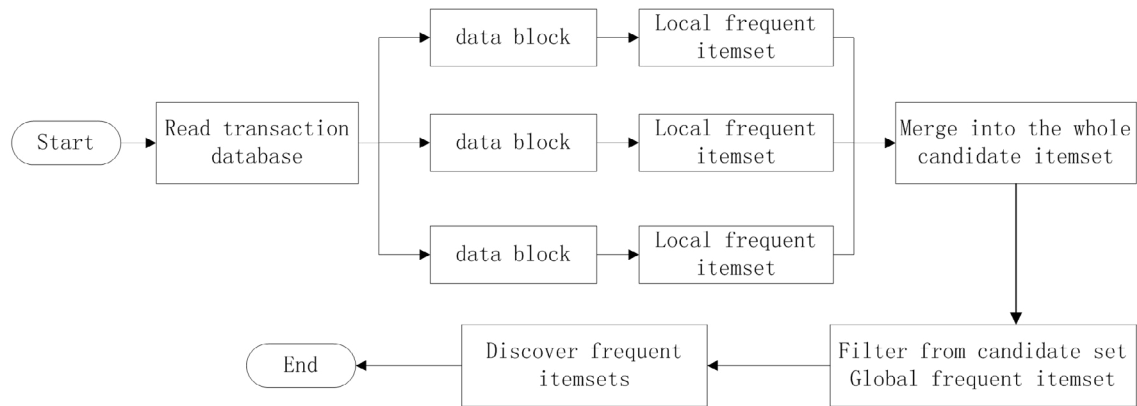 Start
Read transaction
database
data block
Local frequent
itemset
data block
Local frequent
itemset
data block
Local frequent
itemset
Merge into the whole
candidate itemset
Filter from candidate set
Global frequent itemset
Discover frequent
itemsets
End